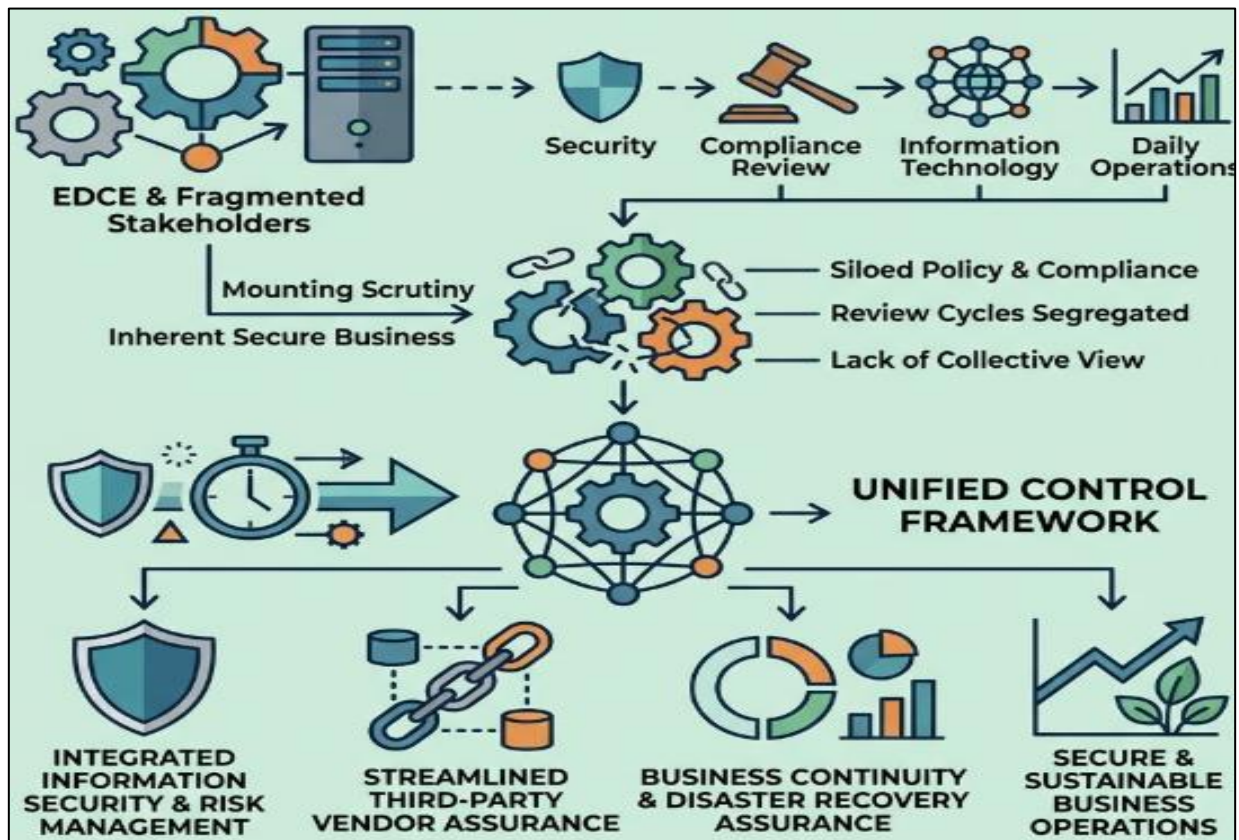 Security
Compliance
Review
Information
Technology
Daily
Operations
EDCE & Fragmented
Stakeholders
Mounting Scrutiny
Inherent Secure Business
Siloed Policy & Compliance
Review Cycles Segregated
Lack of Collective View
UNIFIED CONTROL
FRAMEWORK
INTEGRATED
INFORMATION
SECURITY & RISK
MANAGEMENT
STREAMLINED
THIRD-PARTY
VENDOR ASSURANCE
BUSINESS CONTINUITY
& DISASTER RECOVERY
ASSURANCE
SECURE &
SUSTAINABLE
BUSINESS
OPERATIONS